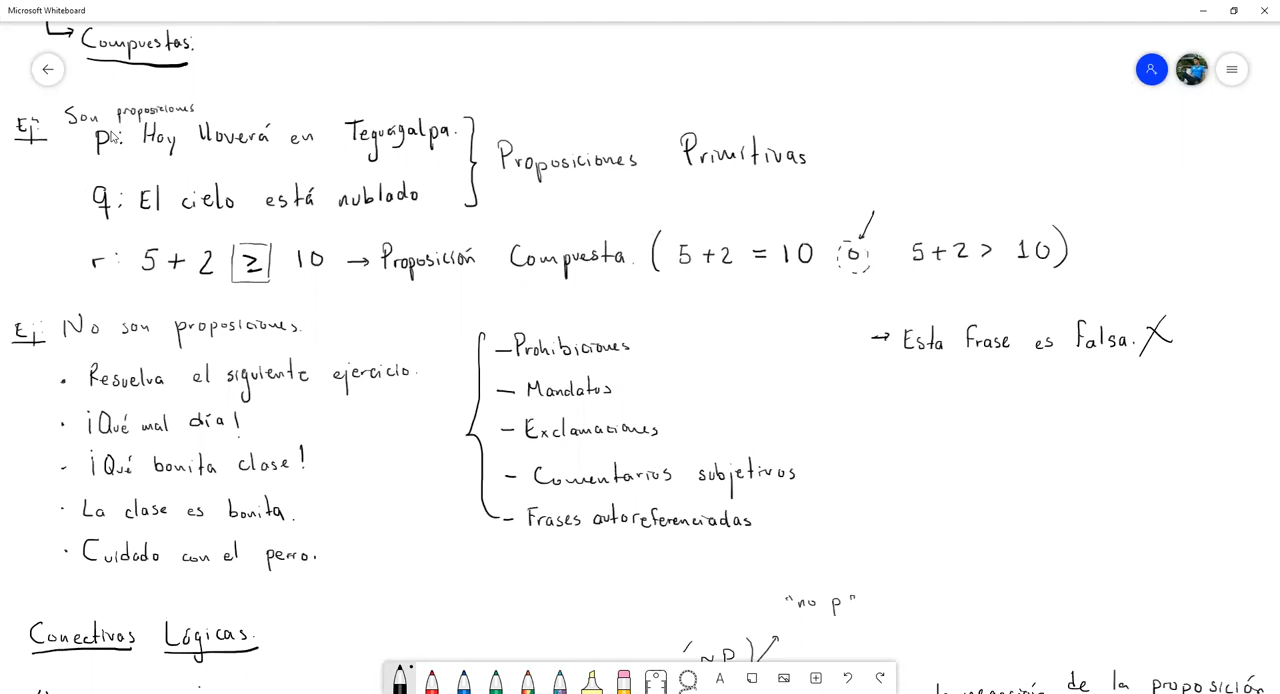 Microsoft Whiteboard
Compuestas:
Ej: Son proposiciones
p: Hoy lloverá en Teguagalpa.
q: El cielo está nublado
Proposiciones Primitivas
r: 5 + 2 ≥ 10 → Proposición Compuesta. ( 5 + 2 = 10 o 5 + 2 > 10 )
Ej: No son proposiciones.
• Resuelva el siguiente ejercicio.
• ¡Qué mal día!
• ¡Qué bonita clase!
• La clase es bonita.
• Cuidado con el perro.
– Prohibiciones
– Mandatos
– Exclamaciones
– Comentarios subjetivos
– Frases autoreferenciadas
→ Esta frase es falsa. X
Conectivos Lógicas.
"no p"
(~p)
de la proposición